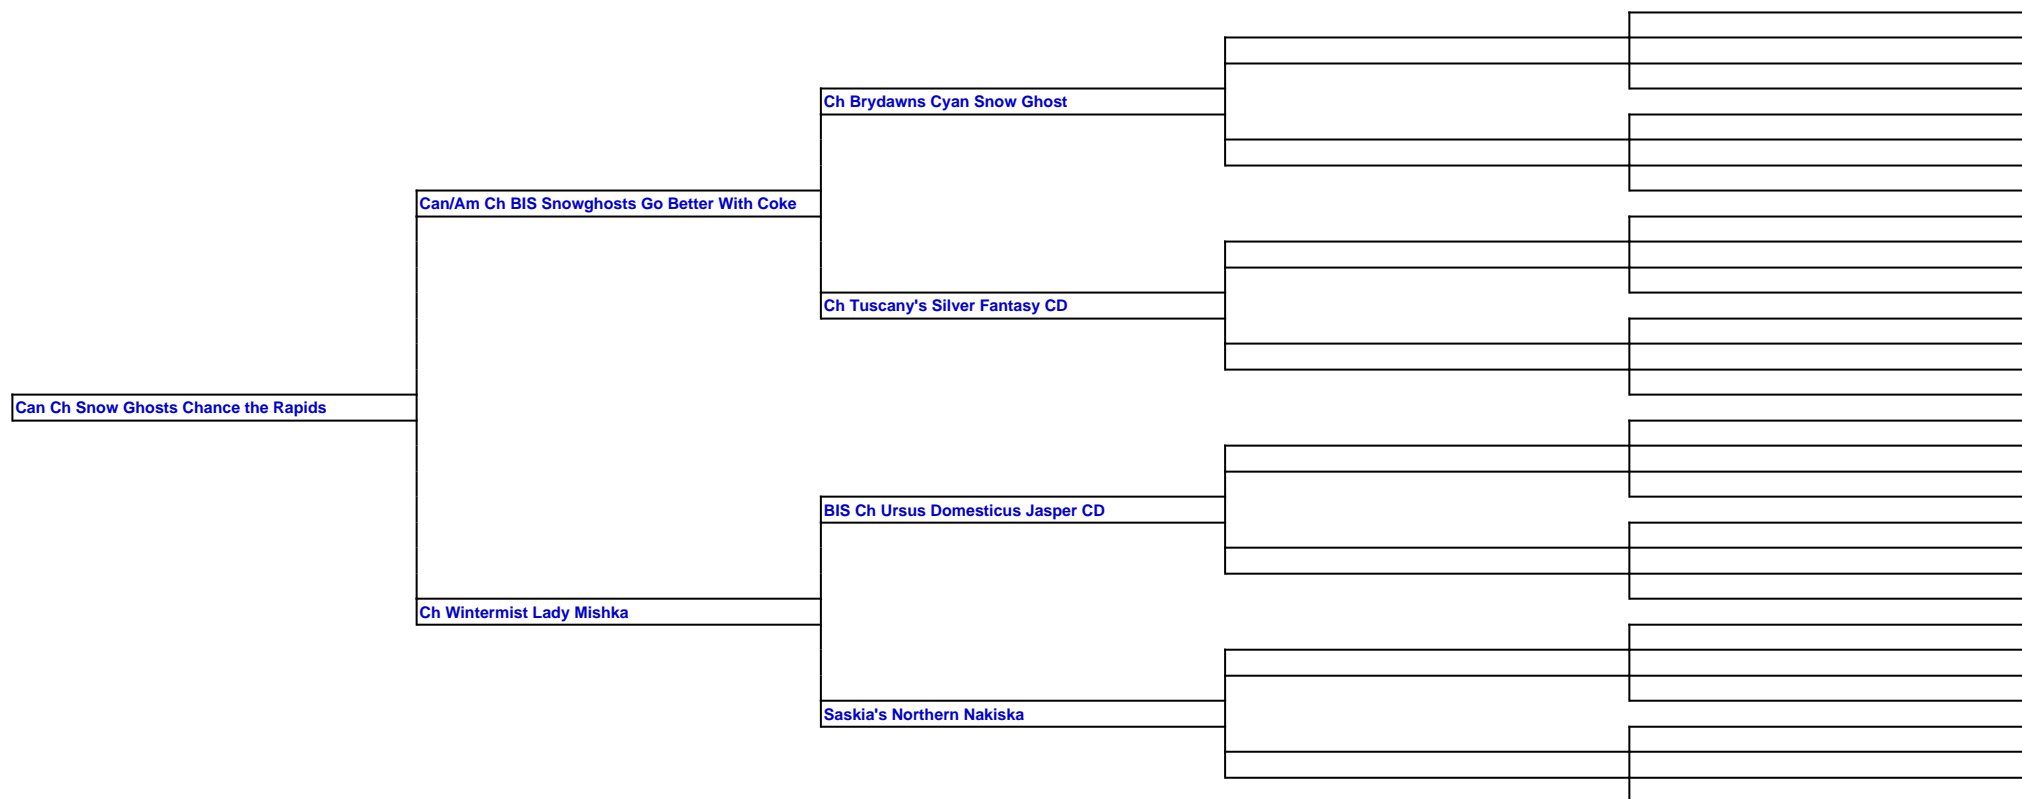 Ch Brydawns Cyan Snow Ghost
Can/Am Ch BIS Snowghosts Go Better With Coke
Ch Tuscany's Silver Fantasy CD
Can Ch Snow Ghosts Chance the Rapids
BIS Ch Ursus Domesticus Jasper CD
Ch Wintermist Lady Mishka
Saskia's Northern Nakiska